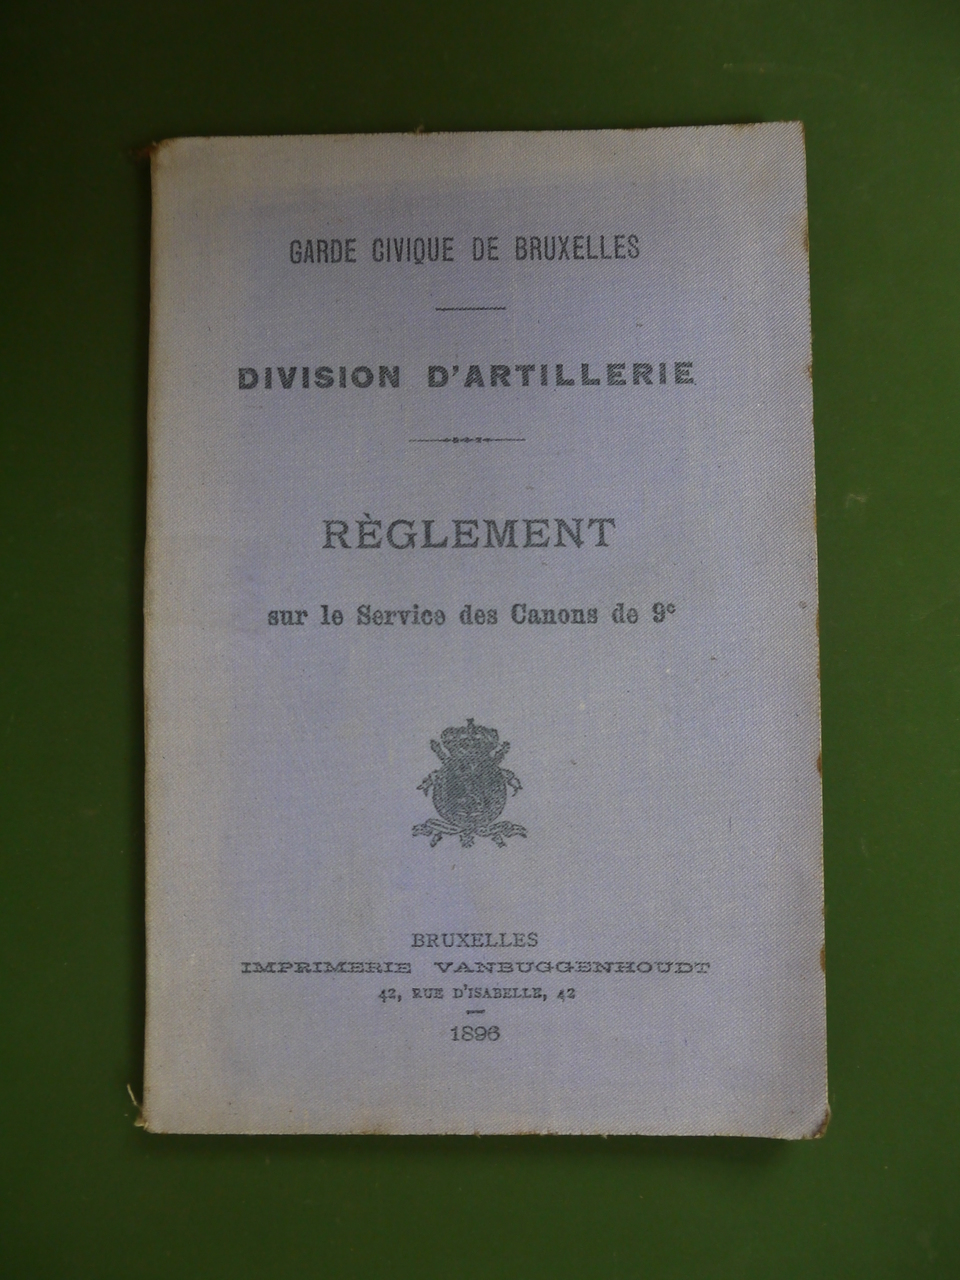 GARDE CIVIQUE DE BRUXELLES
DIVISION D'ARTILLERIE
RÈGLEMENT
sur le Service des Canons de 9ᶜ
BRUXELLES
IMPRIMERIE VANBUGGENHOUDT
42, RUE D'ISABELLE, 42
1896